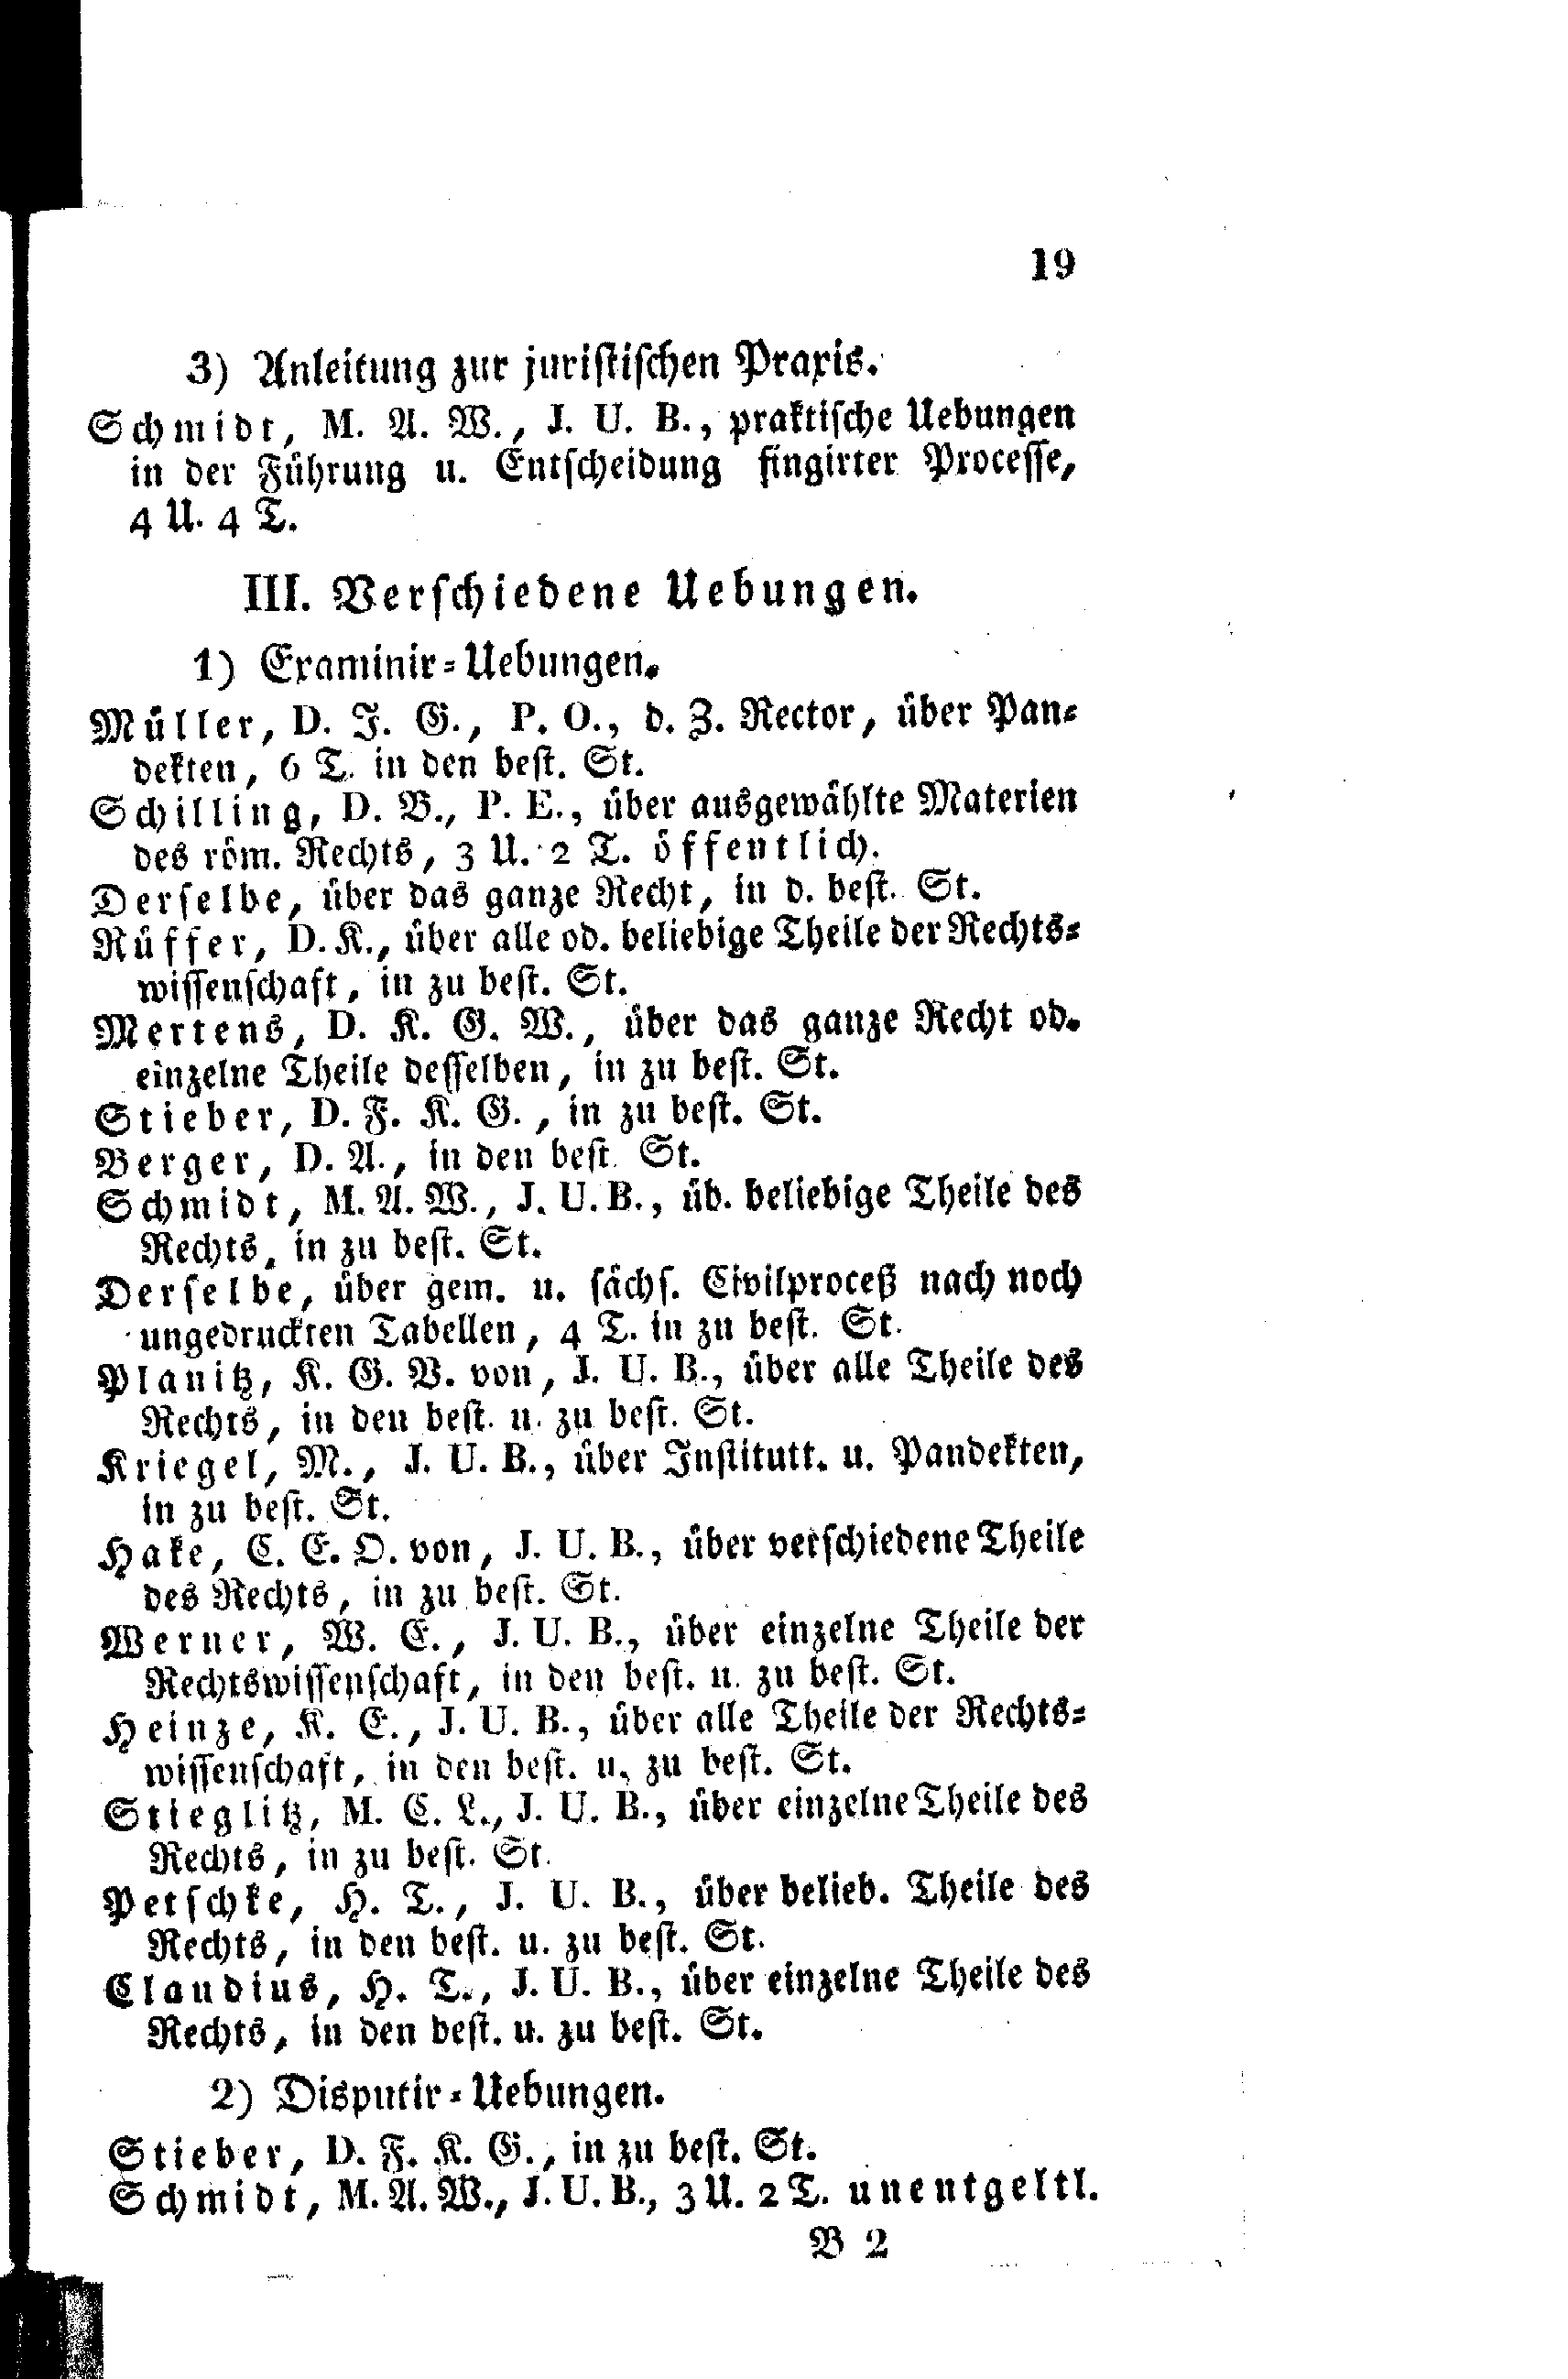 19
3) Anleitung zur juristischen Praxis.
Schmidt, M. A. W., J. U. B., praktische Uebungen
in der Führung u. Entscheidung fingirter Processe,
4 U. 4 T.
III. Verschiedene Uebungen.
1) Examinir-Uebungen.
Müller, D. J. G., P. O., d. Z. Rector, über Pan-
dekten, 6 T. in den best. St.
Schilling, D. B., P. E., über ausgewählte Materien
des röm. Rechts, 3 U. 2 T. öffentlich.
Derselbe, über das ganze Recht, in d. best. St.
Rüffer, D. K., über alle od. beliebige Theile der Rechts-
wissenschaft, in zu best. St.
Mertens, D. K. G. W., über das ganze Recht od.
einzelne Theile desselben, in zu best. St.
Stieber, D. F. K. G., in zu best. St.
Berger, D. A., in den best. St.
Schmidt, M. A. W., J. U. B., üb. beliebige Theile des
Rechts, in zu best. St.
Derselbe, über gem. u. sächs. Civilproceß nach noch
ungedruckten Tabellen, 4 T. in zu best. St.
Planitz, K. G. V. von, J. U. B., über alle Theile des
Rechts, in den best. u. zu best. St.
Kriegel, M., J. U. B., über Institutt. u. Pandekten,
in zu best. St.
Hake, C. E. O. von, J. U. B., über verschiedene Theile
des Rechts, in zu best. St.
Werner, W. E., J. U. B., über einzelne Theile der
Rechtswissenschaft, in den best. u. zu best. St.
Heinze, K. E., J. U. B., über alle Theile der Rechts-
wissenschaft, in den best. u. zu best. St.
Stieglitz, M. C. L., J. U. B., über einzelne Theile des
Rechts, in zu best. St.
Petschke, H. T., J. U. B., über belieb. Theile des
Rechts, in den best. u. zu best. St.
Claudius, H. T., J. U. B., über einzelne Theile des
Rechts, in den best. u. zu best. St.
2) Disputir-Uebungen.
Stieber, D. F. K. G., in zu best. St.
Schmidt, M. A. W., J. U. B., 3 U. 2 T. unentgeltl.
B 2